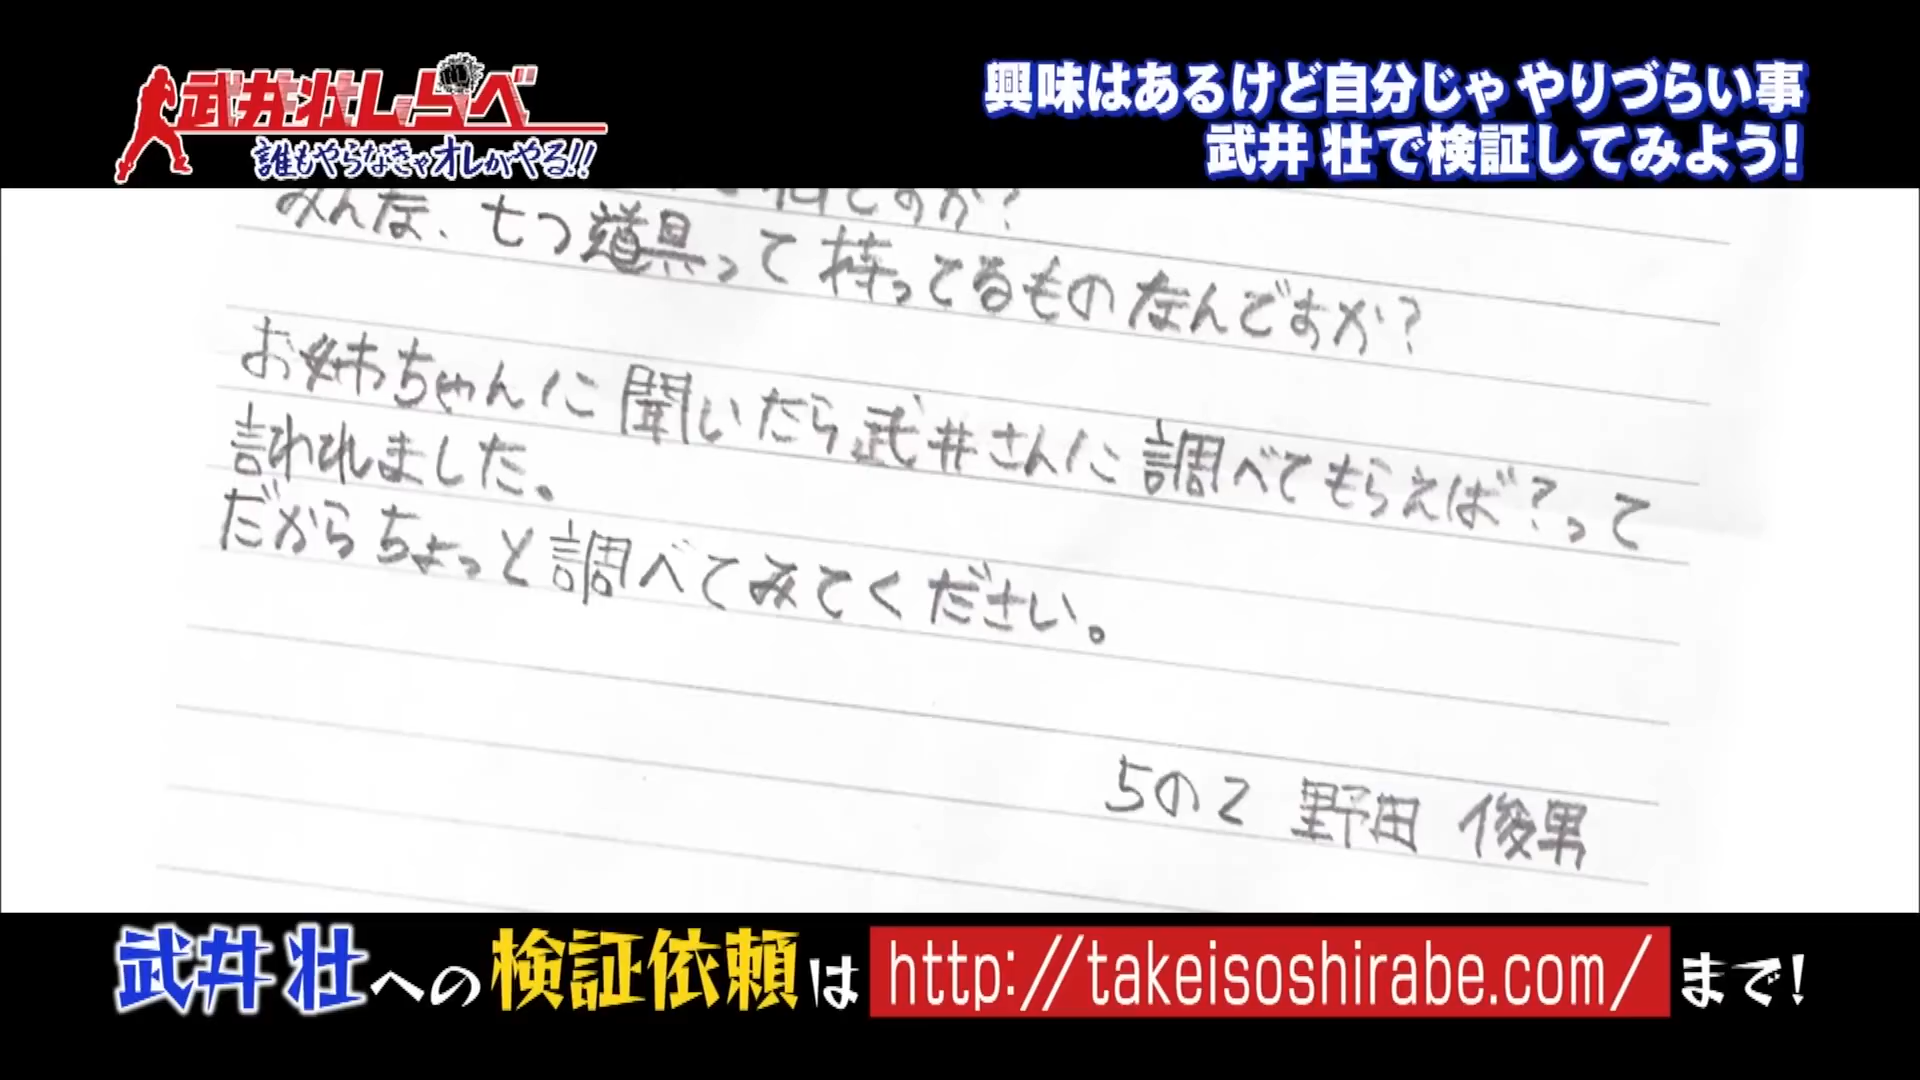 武井壮しらべ
誰もやらなきゃオレがやる!!
興味はあるけど自分じゃ やりづらい事
武井 壮で検証してみよう!
何ですか?
みんな、七つ道具って持ってるものなんですか?
お姉ちゃんに聞いたら武井さんに調べてもらえば?って
言われました。
だからちょっと調べてみてください。
5の2 野田 俊男
武井 壮への検証依頼は http://takeisoshirabe.com/ まで!